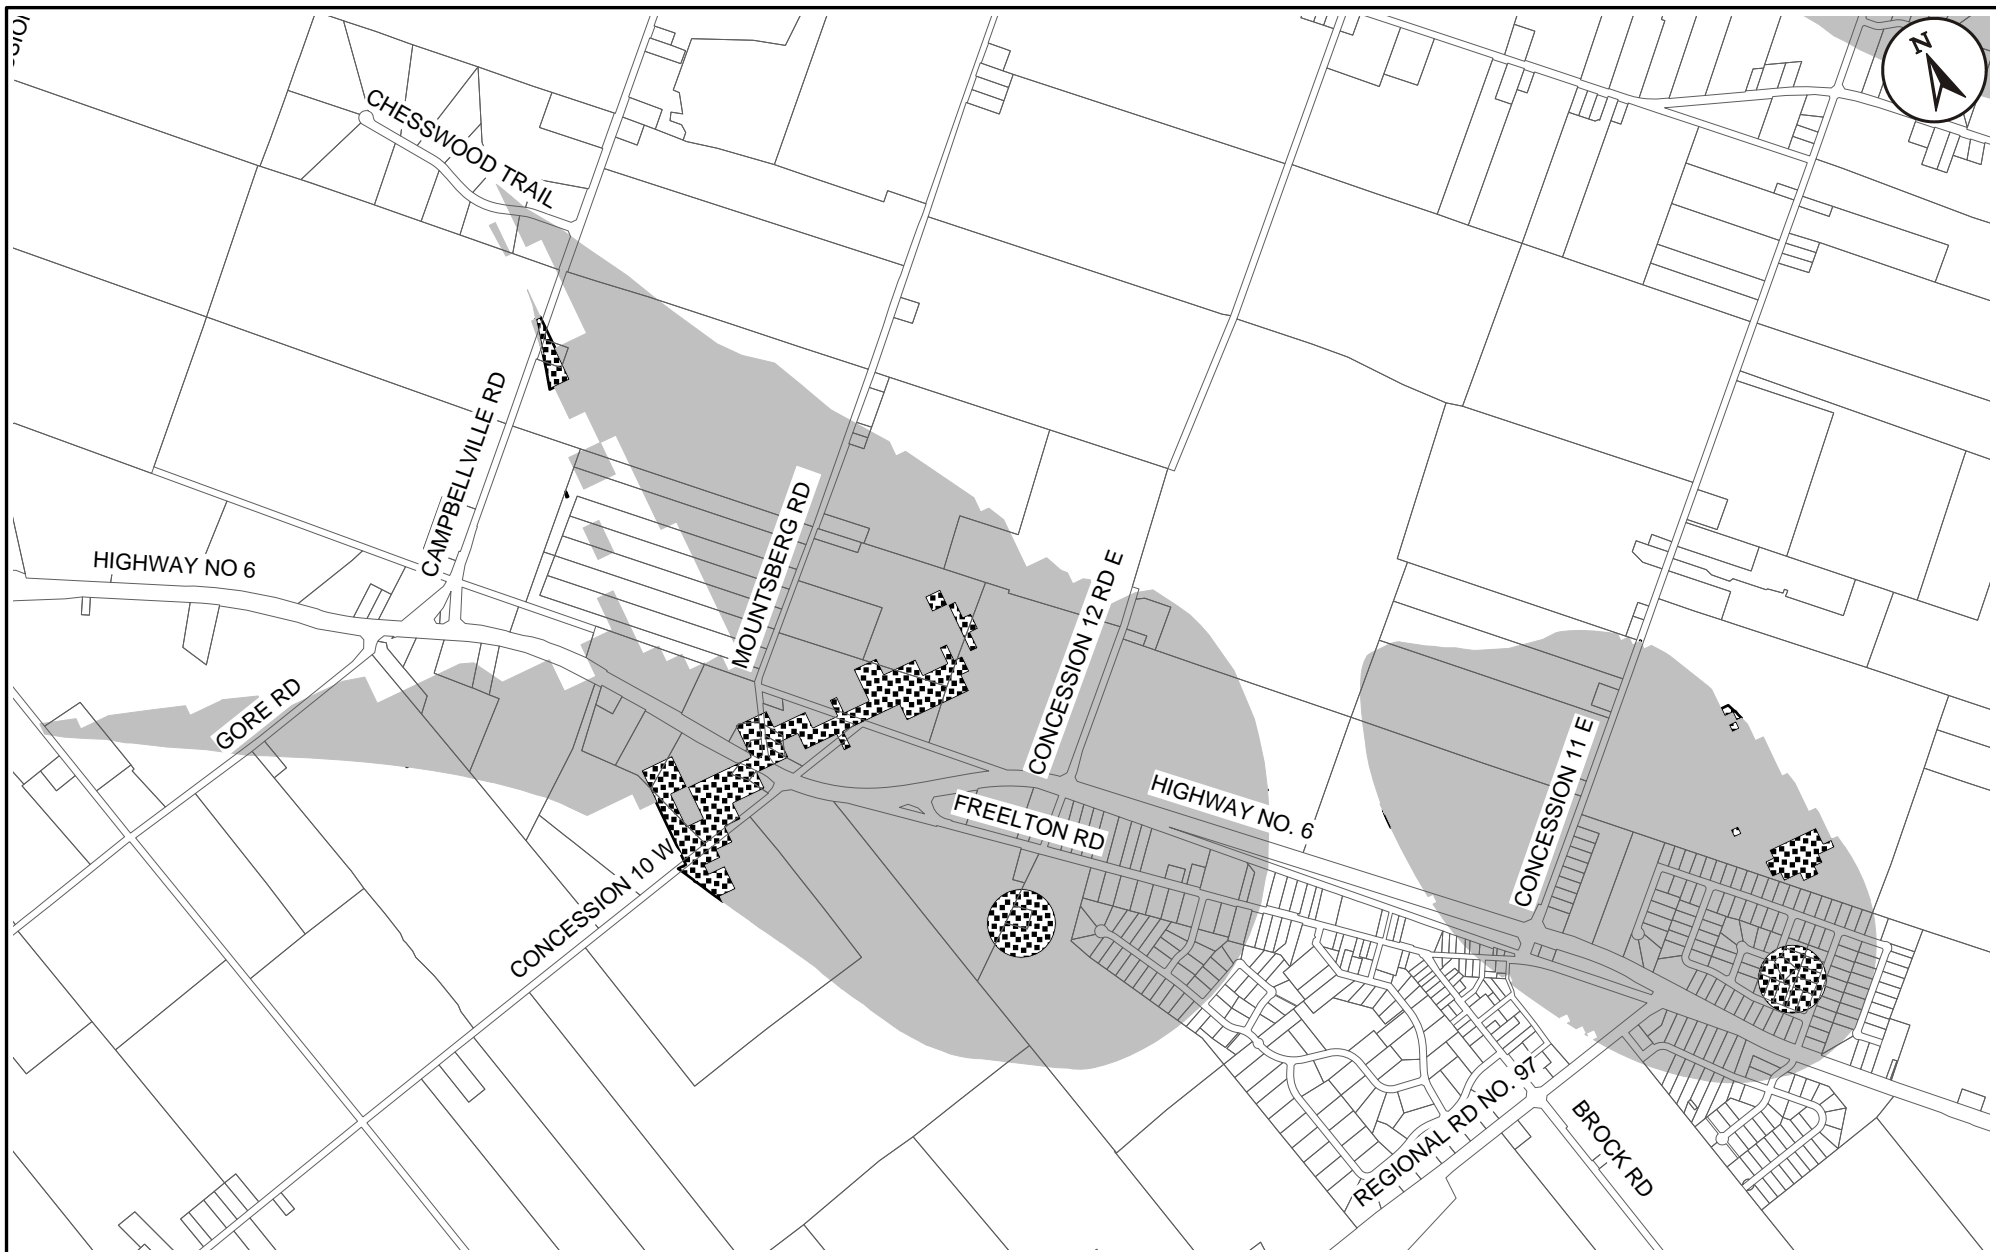 N
CHESSWOOD TRAIL
CAMPBELLVILLE RD
MOUNTSBERG RD
HIGHWAY NO 6
CONCESSION 12 RD E
GORE RD
CONCESSION 11 E
HIGHWAY NO. 6
FREELTON RD
CONCESSION 10 W
REGIONAL RD NO. 97
BROCK RD